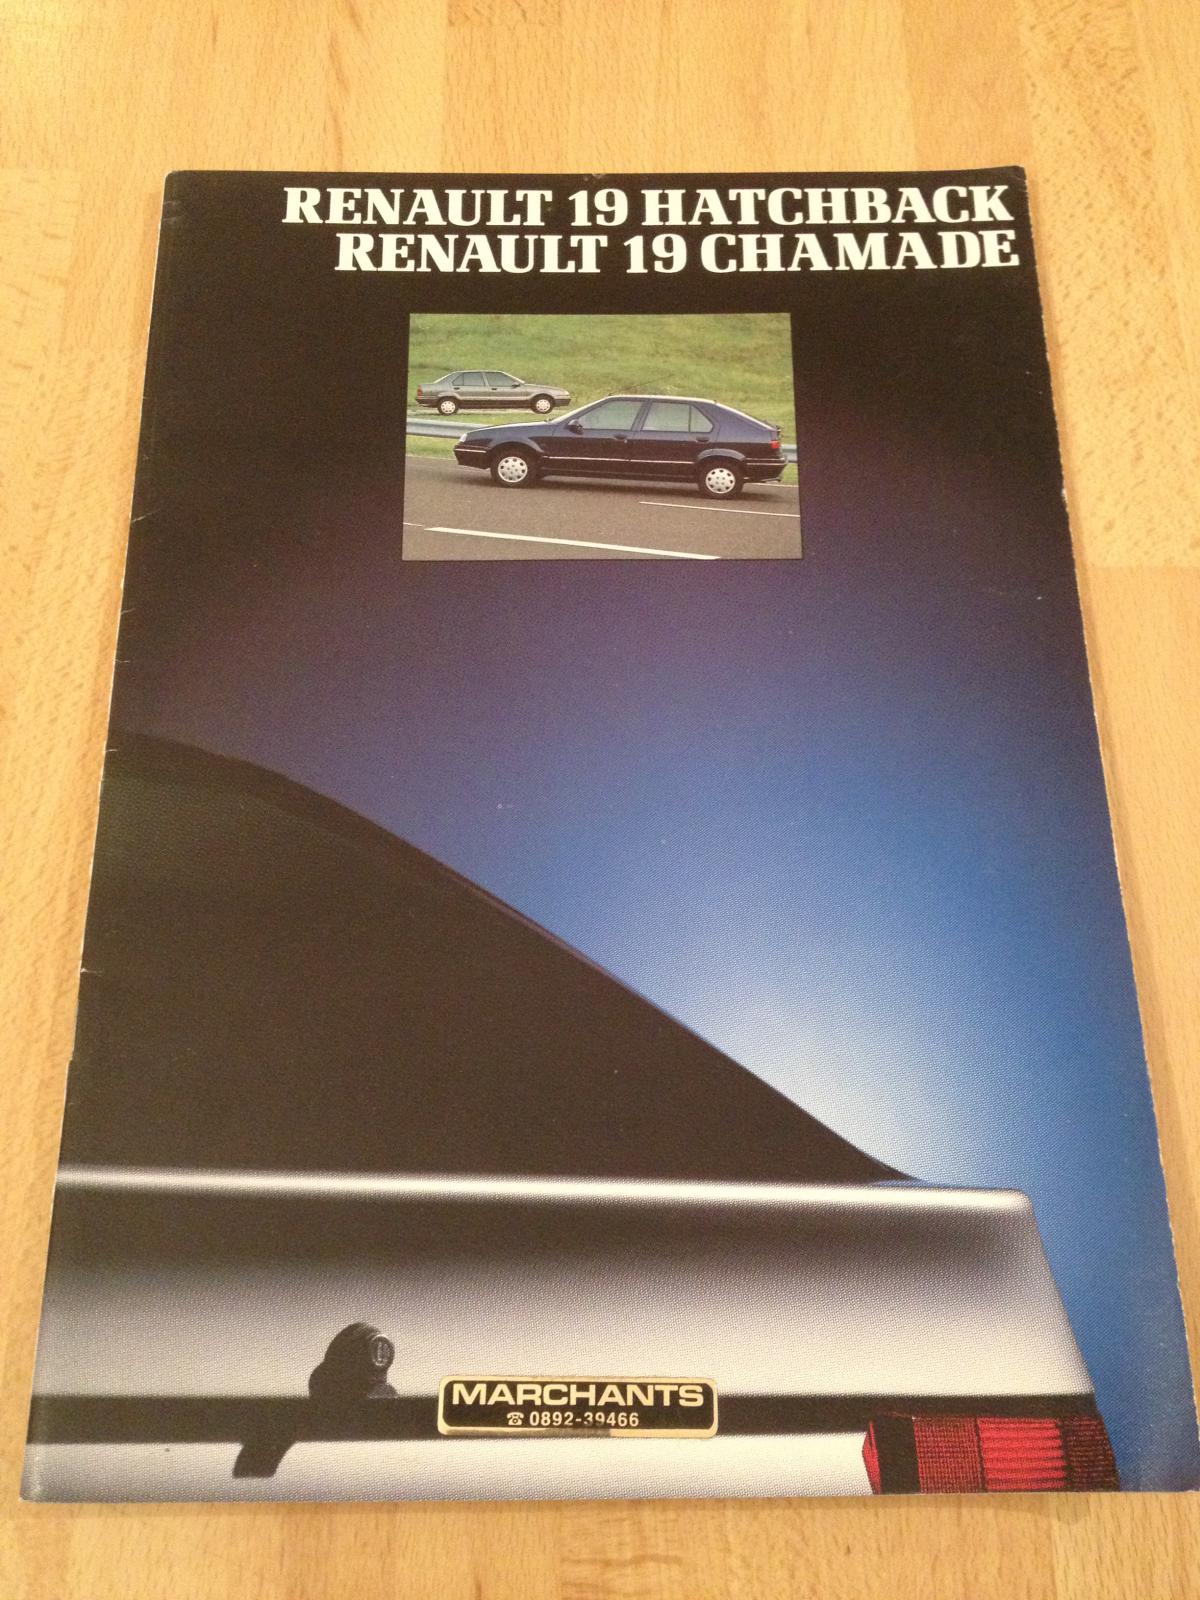 RENAULT 19 HATCHBACK
RENAULT 19 CHAMADE
MARCHANTS
☎ 0892-39466